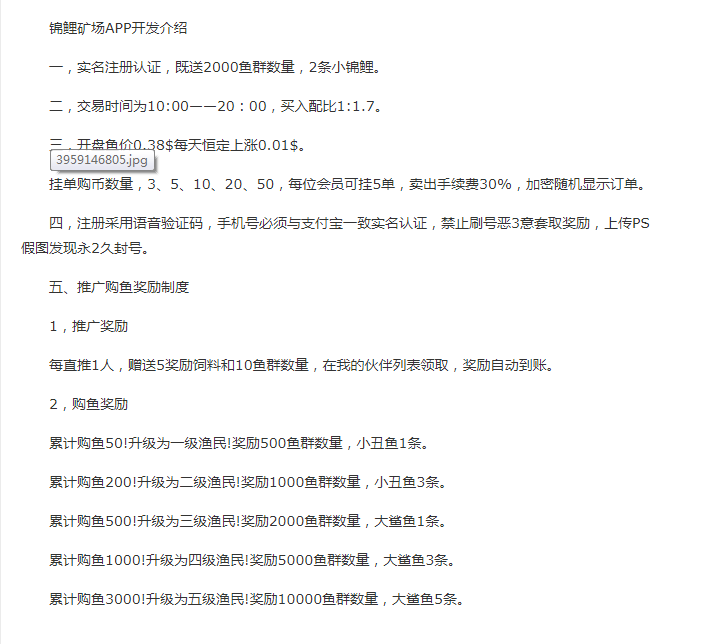 锦鲤矿场APP开发介绍
一，实名注册认证，既送2000鱼群数量，2条小锦鲤。
二，交易时间为10:00一一20：00，买入配比1:1.7。
三，开盘鱼价0.38$每天恒定上涨0.01$。
3959146805.jpg
挂单购币数量，3、5、10、20、50，每位会员可挂5单，卖出手续费30%，加密随机显示订单。
四，注册采用语音验证码，手机号必须与支付宝一致实名认证，禁止刷号恶3意套取奖励，上传PS
假图发现永2久封号。
五、推广购鱼奖励制度
1，推广奖励
每直推1人，赠送5奖励饲料和10鱼群数量，在我的伙伴列表领取，奖励自动到账。
2，购鱼奖励
累计购鱼50!升级为一级渔民!奖励500鱼群数量，小丑鱼1条。
累计购鱼200!升级为二级渔民!奖励1000鱼群数量，小丑鱼3条。
累计购鱼500!升级为三级渔民!奖励2000鱼群数量，大鲨鱼1条。
累计购鱼1000!升级为四级渔民!奖励5000鱼群数量，大鲨鱼3条。
累计购鱼3000!升级为五级渔民!奖励10000鱼群数量，大鲨鱼5条。